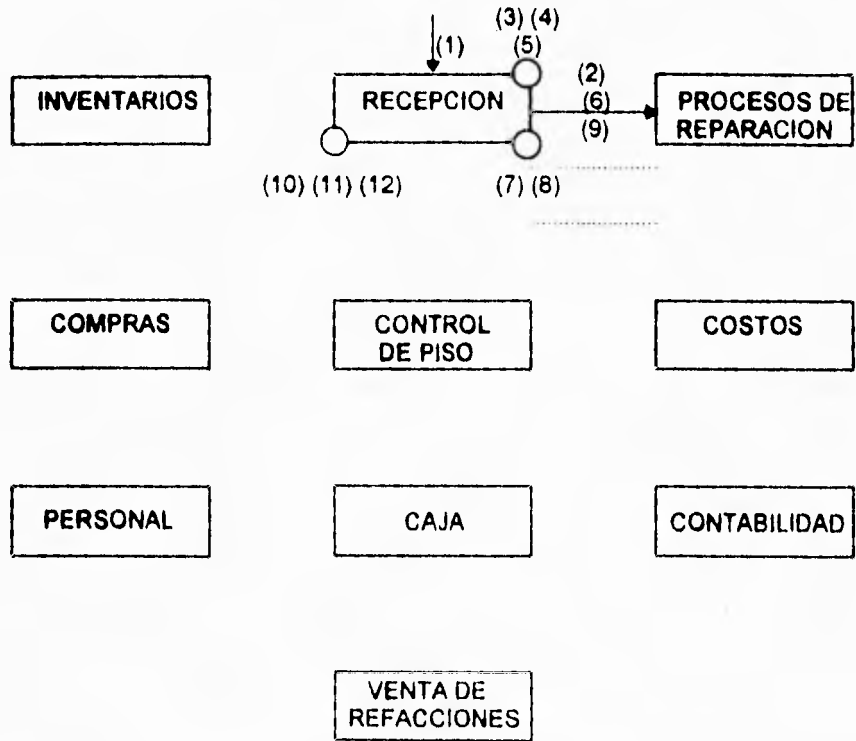 (3) (4)
(1) (5)
INVENTARIOS
RECEPCION
(2)
(6)
(9)
PROCESOS DE
REPARACION
(10) (11) (12)
(7) (8)
COMPRAS
CONTROL
DE PISO
COSTOS
PERSONAL
CAJA
CONTABILIDAD
VENTA DE
REFACCIONES